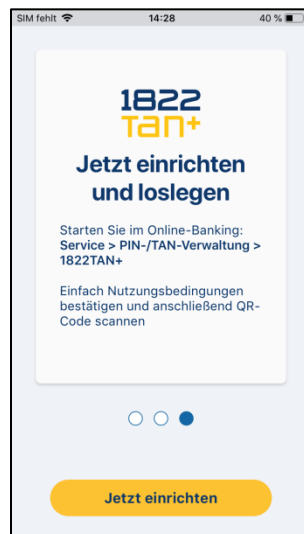 SIM fehlt 14:28 40 %
1822
TAN+
Jetzt einrichten
und loslegen
Starten Sie im Online-Banking:
Service > PIN-/TAN-Verwaltung >
1822TAN+
Einfach Nutzungsbedingungen
bestätigen und anschließend QR-
Code scannen
Jetzt einrichten